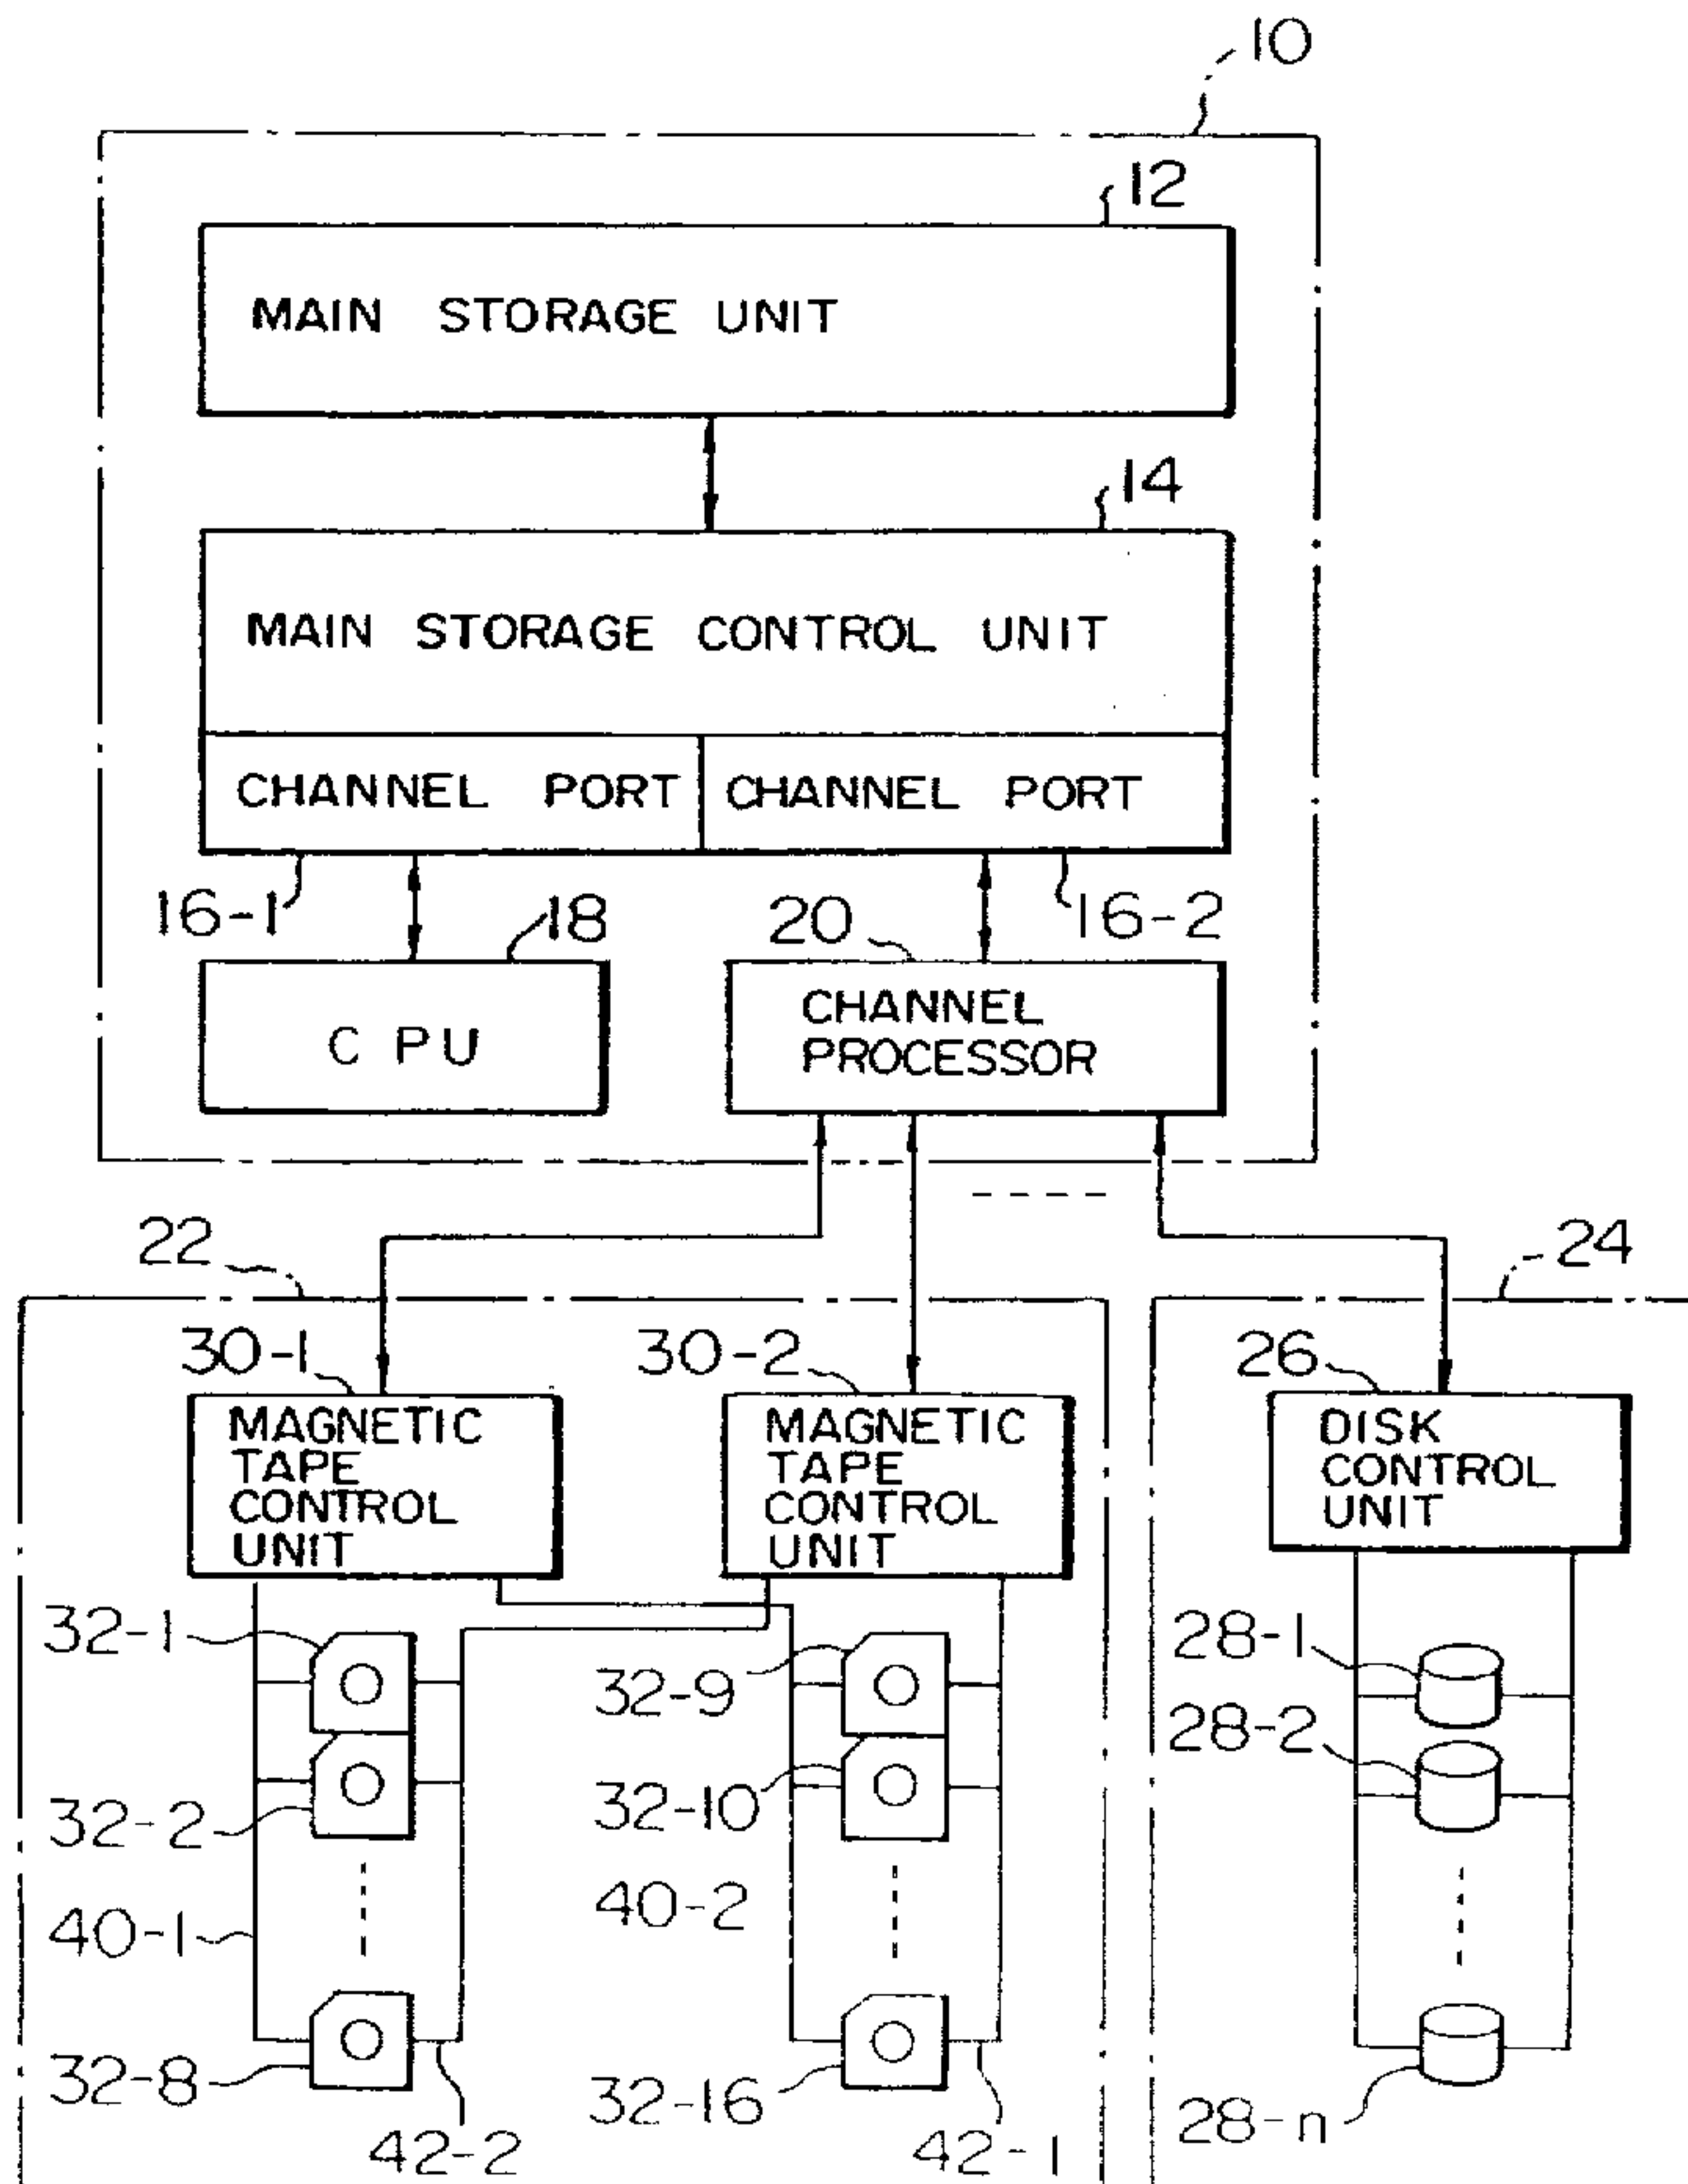 10
12
MAIN STORAGE UNIT
14
MAIN STORAGE CONTROL UNIT
CHANNEL PORT
CHANNEL PORT
16-1
18
20
16-2
CPU
CHANNEL
PROCESSOR
22
24
30-1
30-2
26
MAGNETIC
TAPE
CONTROL
UNIT
MAGNETIC
TAPE
CONTROL
UNIT
DISK
CONTROL
UNIT
32-1
32-9
28-1
28-2
32-2
32-10
40-1
40-2
32-8
32-16
28-n
42-2
42-1